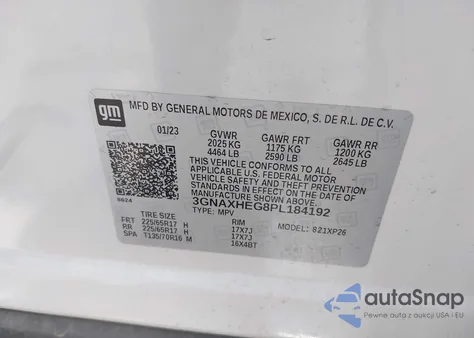 gm
MFD BY GENERAL MOTORS DE MEXICO, S. DE R.L. DE C.V.
01/23 GVWR GAWR FRT GAWR RR
2025 KG 1175 KG 1200 KG
4464 LB 2590 LB 2645 LB
THIS VEHICLE CONFORMS TO ALL
APPLICABLE U.S. FEDERAL MOTOR
VEHICLE SAFETY, BUMPER, AND THEFT
PREVENTION STANDARDS IN EFFECT ON
THE DATE OF MANUFACTURE SHOWN ABOVE.
3GNAXHEG8PL184192
8624 TYPE: MPV MODEL: 821XP26
TIRE SIZE RIM
FRT 225/65R17 H 17X7J
RR 225/65R17 H 17X7J
SPA T135/70R16 M 16X4BT
autoSnap
Pewne auta z USA i EU